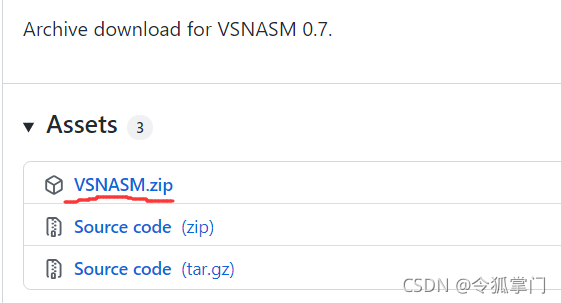 Archive download for VSNASM 0.7.
Assets 3
VSNASM.zip
Source code (zip)
Source code (tar.gz)
CSDN @令狐掌门